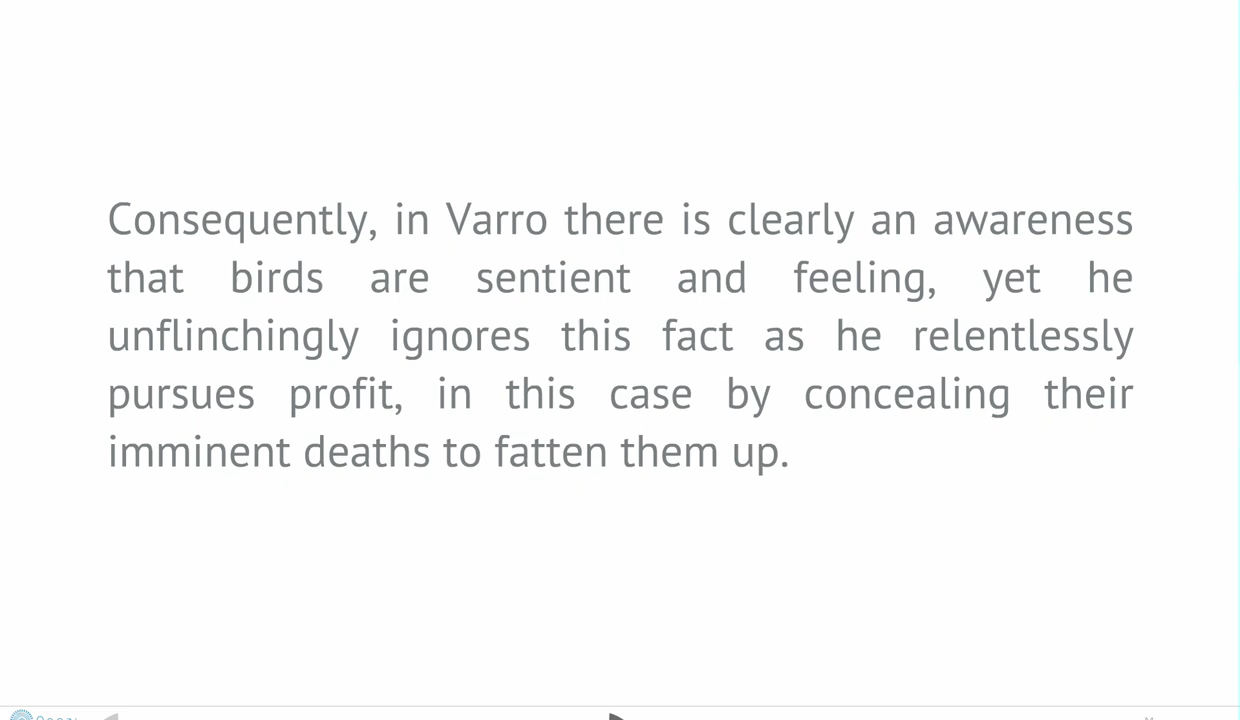 Consequently, in Varro there is clearly an awareness
that birds are sentient and feeling, yet he
unflinchingly ignores this fact as he relentlessly
pursues profit, in this case by concealing their
imminent deaths to fatten them up.